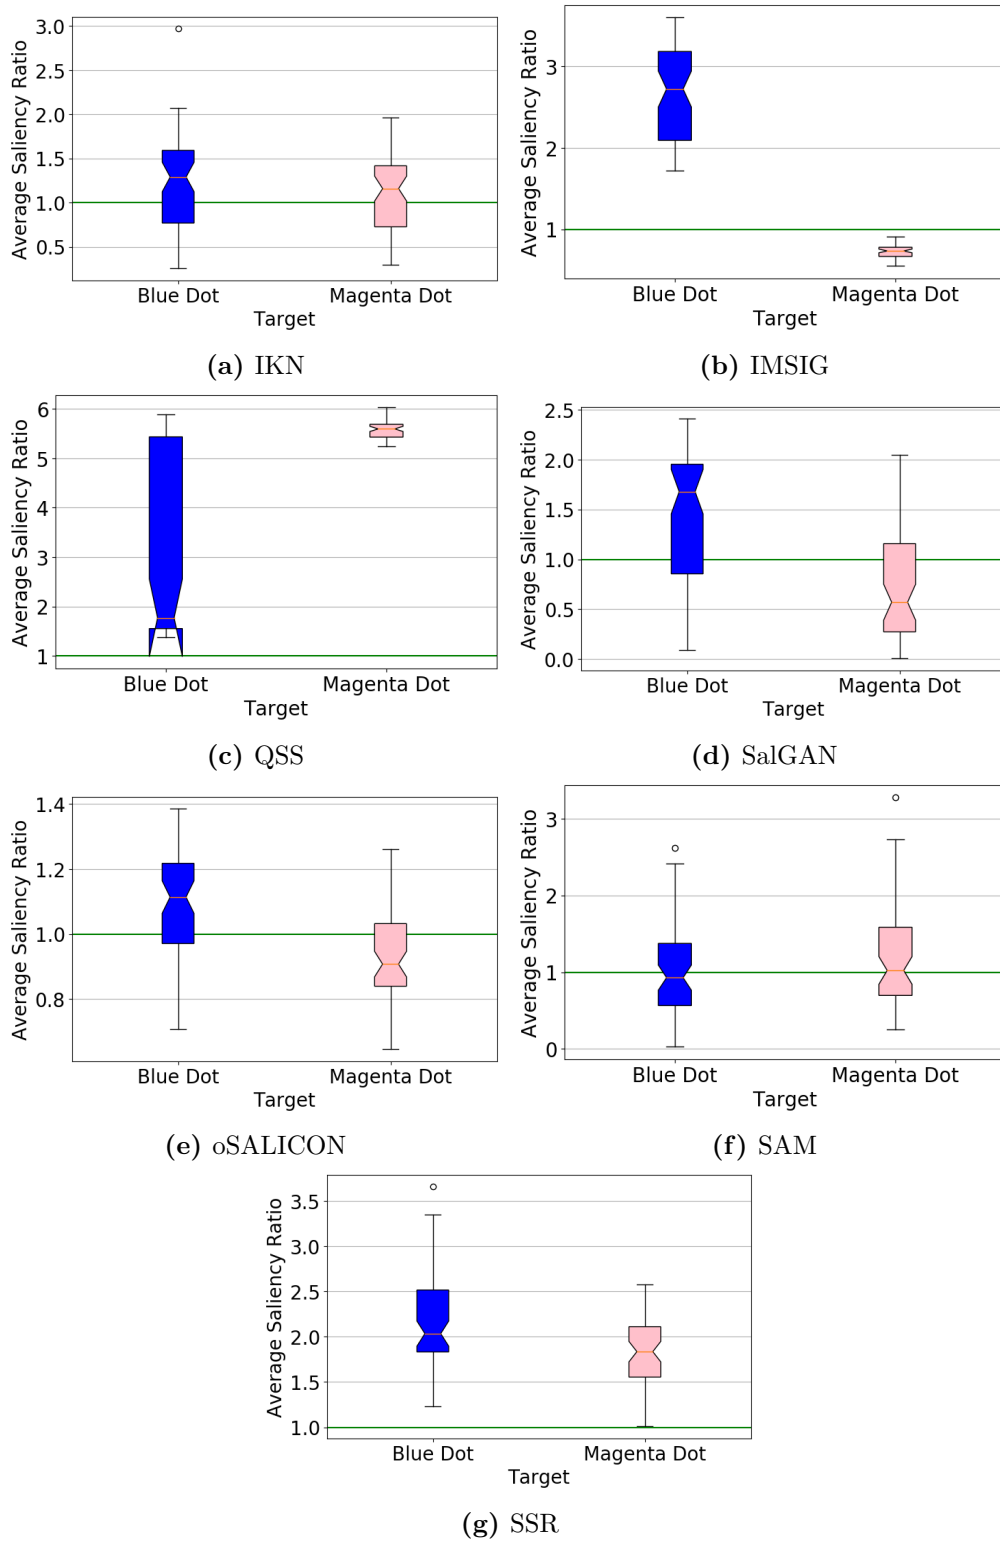 3.0
2.5
2.0
1.5
1.0
0.5
Average Saliency Ratio
Blue Dot Magenta Dot
Target
(a) IKN
3
2
1
Average Saliency Ratio
Blue Dot Magenta Dot
Target
(b) IMSIG
6
5
4
3
2
1
Average Saliency Ratio
Blue Dot Magenta Dot
Target
(c) QSS
2.5
2.0
1.5
1.0
0.5
0.0
Average Saliency Ratio
Blue Dot Magenta Dot
Target
(d) SalGAN
1.4
1.2
1.0
0.8
Average Saliency Ratio
Blue Dot Magenta Dot
Target
(e) oSALICON
3
2
1
0
Average Saliency Ratio
Blue Dot Magenta Dot
Target
(f) SAM
3.5
3.0
2.5
2.0
1.5
1.0
Average Saliency Ratio
Blue Dot Magenta Dot
Target
(g) SSR